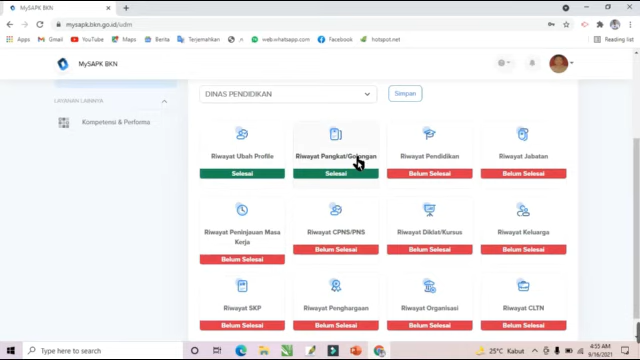 MySAPK BKN
mysapk.bkn.go.id/udm
Apps Gmail YouTube Maps Berita Terjemahkan web.whatsapp.com Facebook hotspot.net Reading list
MySAPK BKN
LAYANAN LAINNYA
Kompetensi & Performa
DINAS PENDIDIKAN Simpan
Riwayat Ubah Profile Riwayat Pangkat/Golongan Riwayat Pendidikan Riwayat Jabatan
Selesai Selesai Belum Selesai Belum Selesai
Riwayat Peninjauan Masa Kerja Riwayat CPNS/PNS Riwayat Diklat/Kursus Riwayat Keluarga
Belum Selesai Belum Selesai Belum Selesai Belum Selesai
Riwayat SKP Riwayat Penghargaan Riwayat Organisasi Riwayat CLTN
Belum Selesai Belum Selesai Belum Selesai Belum Selesai
Type here to search 25°C Kabut 4:55 AM
9/16/2021